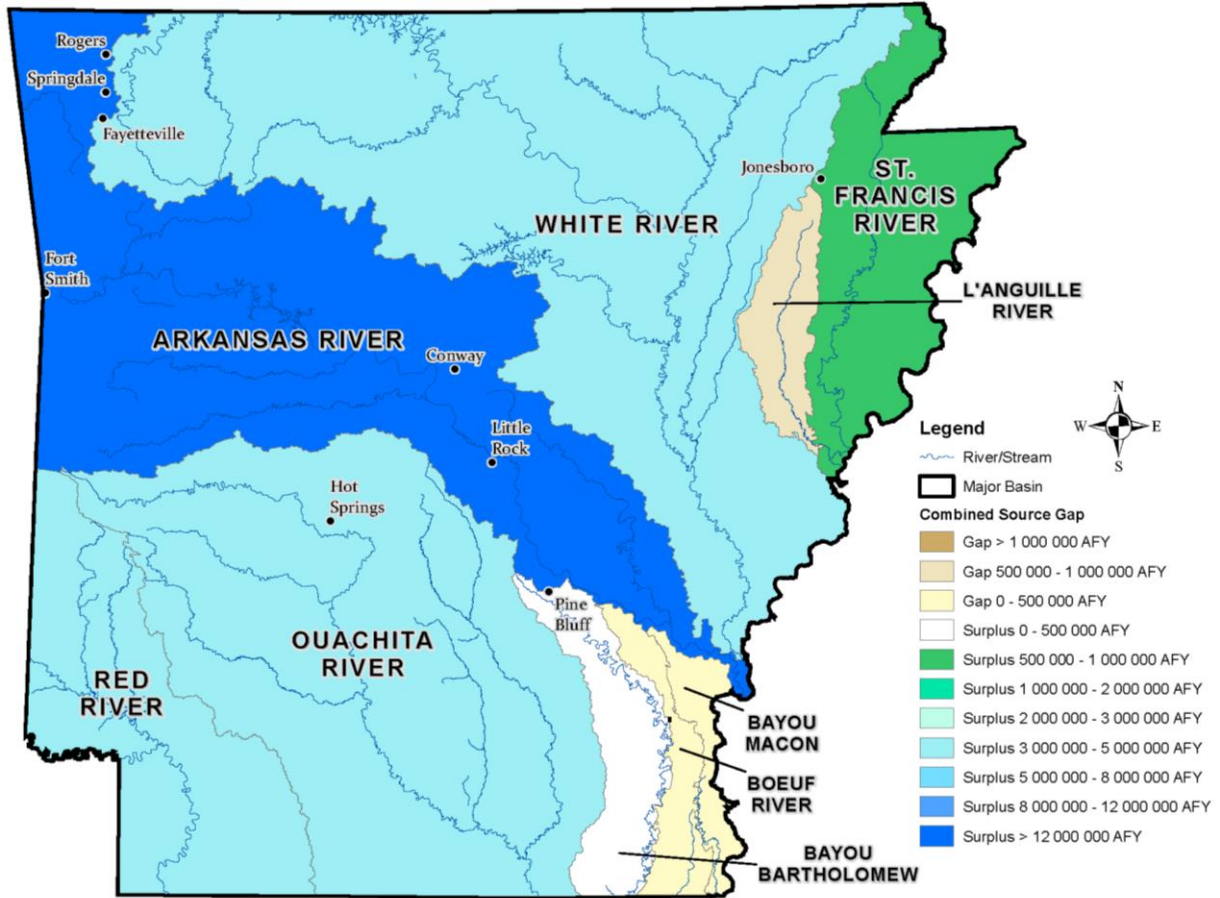 Rogers
Springdale
Fayetteville
Jonesboro
ST.
FRANCIS
RIVER
WHITE RIVER
Fort
Smith
L'ANGUILLE
RIVER
ARKANSAS RIVER
Conway
Little
Rock
Hot
Springs
Pine
Bluff
OUACHITA
RIVER
RED
RIVER
BAYOU
MACON
BOEUF
RIVER
BAYOU
BARTHOLOMEW
N
W
E
S
Legend
River/Stream
Major Basin
Combined Source Gap
Gap > 1 000 000 AFY
Gap 500 000 - 1 000 000 AFY
Gap 0 - 500 000 AFY
Surplus 0 - 500 000 AFY
Surplus 500 000 - 1 000 000 AFY
Surplus 1 000 000 - 2 000 000 AFY
Surplus 2 000 000 - 3 000 000 AFY
Surplus 3 000 000 - 5 000 000 AFY
Surplus 5 000 000 - 8 000 000 AFY
Surplus 8 000 000 - 12 000 000 AFY
Surplus > 12 000 000 AFY